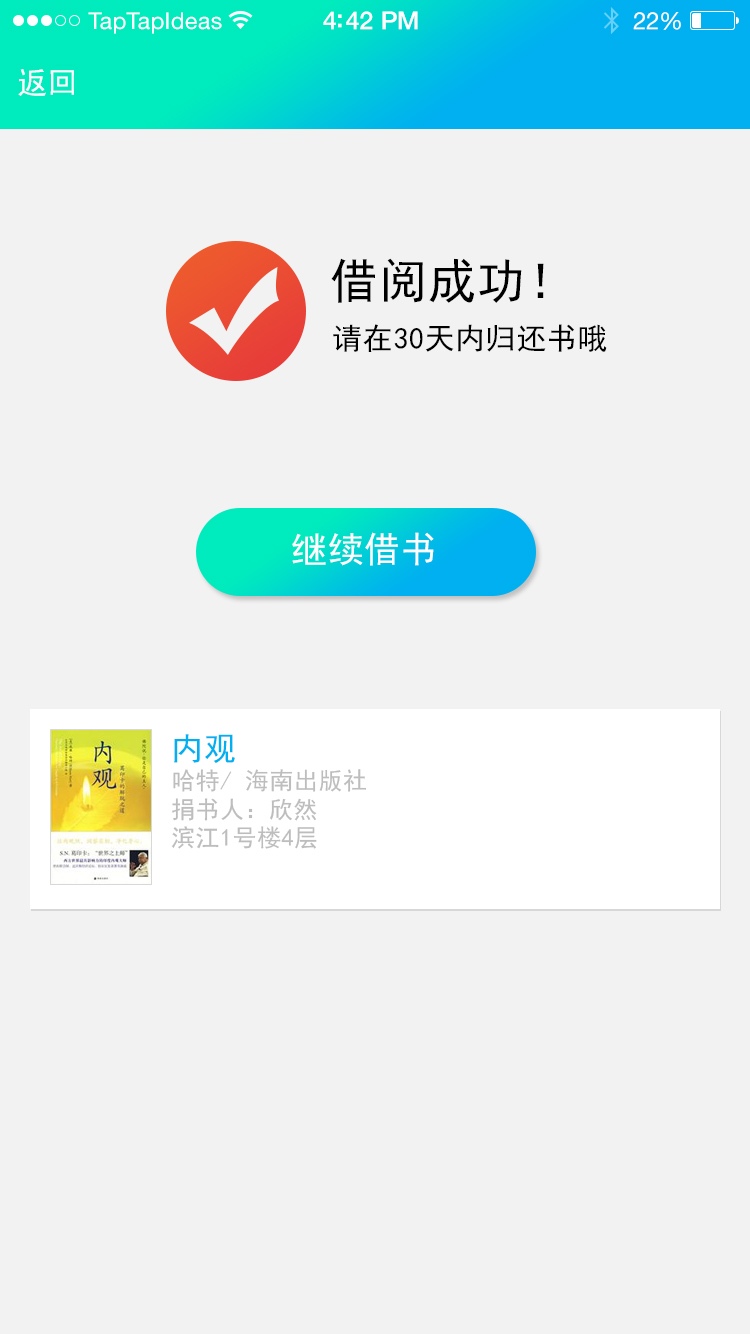 TapTapIdeas
4:42 PM
22%
返回
借阅成功！
请在30天内归还书哦
继续借书
内观
哈特/ 海南出版社
捐书人：欣然
滨江1号楼4层
内观
葛印卡的解脱之道
S.N. 葛印卡："世界之上师"